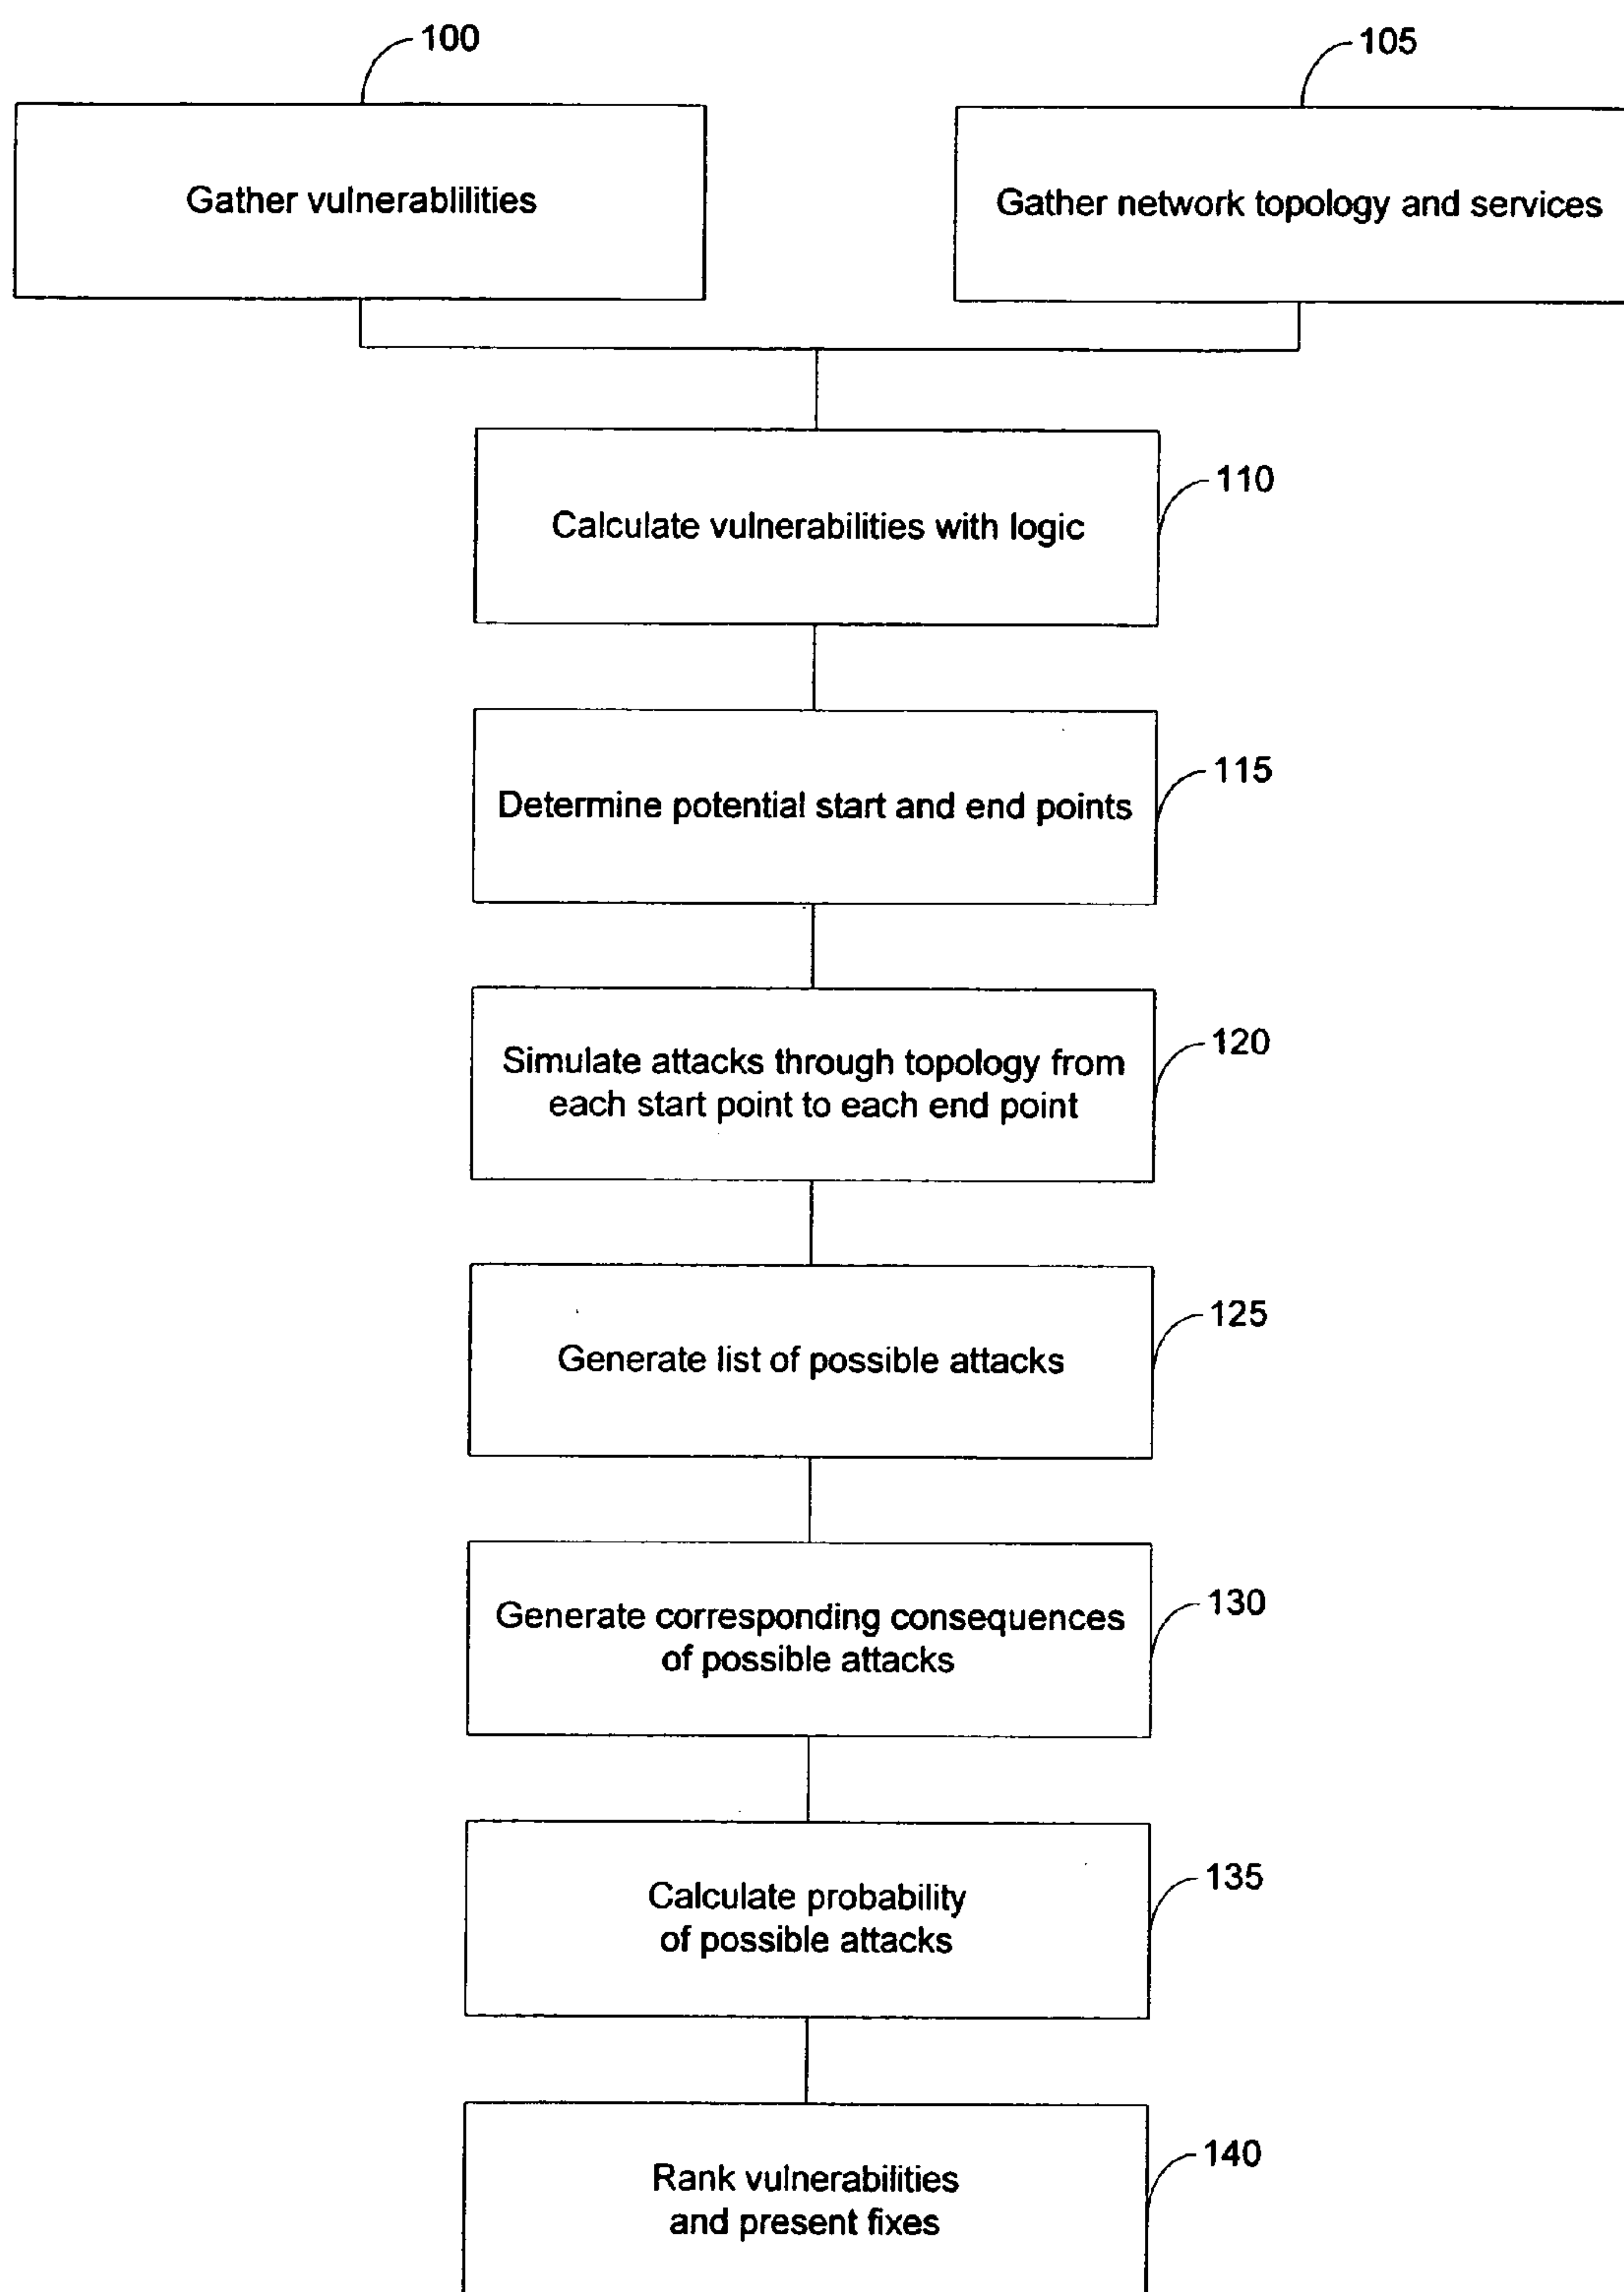 100
105
Gather vulnerablilities
Gather network topology and services
110
Calculate vulnerabilities with logic
115
Determine potential start and end points
120
Simulate attacks through topology from
each start point to each end point
125
Generate list of possible attacks
130
Generate corresponding consequences
of possible attacks
135
Calculate probability
of possible attacks
140
Rank vulnerabilities
and present fixes